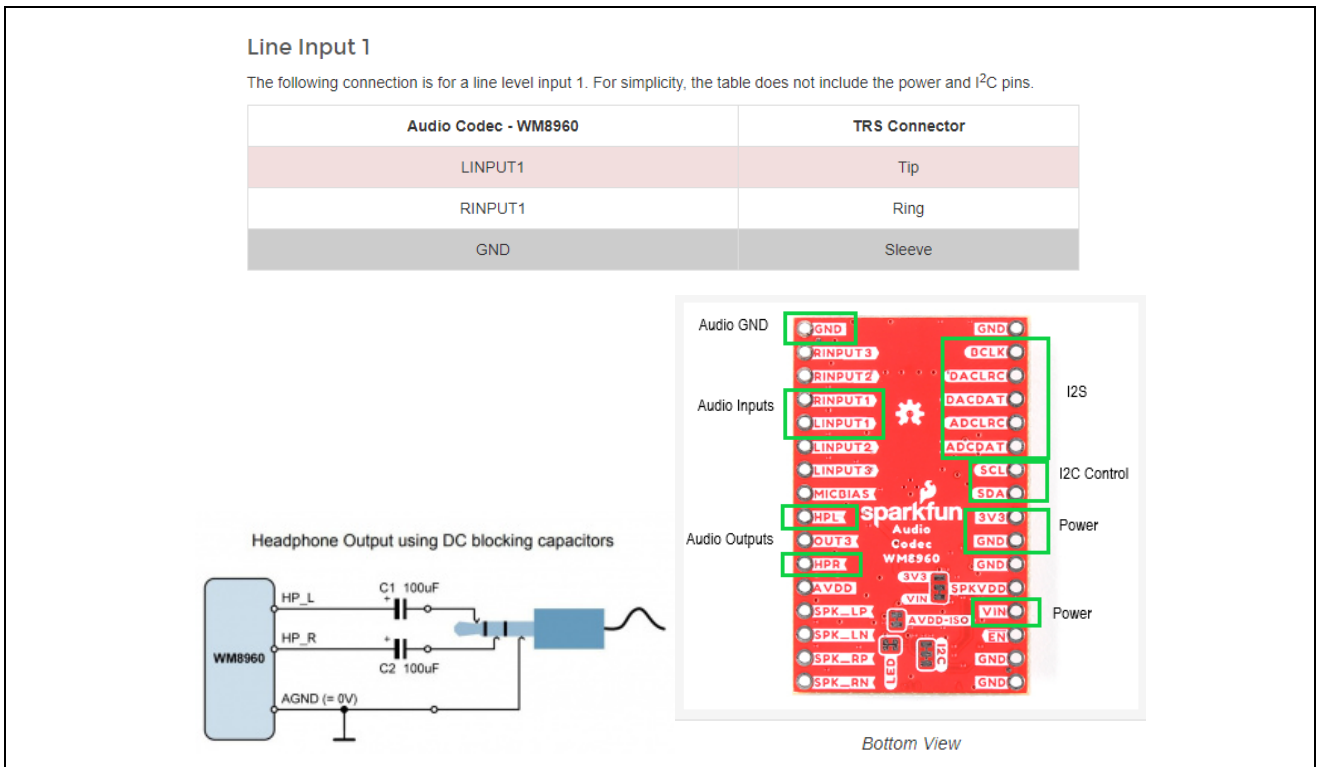 Line Input 1
The following connection is for a line level input 1. For simplicity, the table does not include the power and I²C pins.
Audio Codec - WM8960 TRS Connector
LINPUT1 Tip
RINPUT1 Ring
GND Sleeve
Headphone Output using DC blocking capacitors
WM8960
HP_L
C1 100uF
+
HP_R
+
C2 100uF
AGND (= 0V)
Audio GND
Audio Inputs
Audio Outputs
GND
RINPUT3
RINPUT2
RINPUT1
LINPUT1
LINPUT2
LINPUT3
MICBIAS
HPL
OUT3
HPR
AVDD
SPK_LP
SPK_LN
SPK_RP
SPK_RN
sparkfun
Audio
Codec
WM8960
3V3
VIN
AVDD-ISO
LED
I2C
GND
BCLK
DACLRC
DACDAT
ADCLRC
ADCDAT
SCL
SDA
3V3
GND
GND
SPKVDD
VIN
EN
GND
GND
I2S
I2C Control
Power
Power
Bottom View